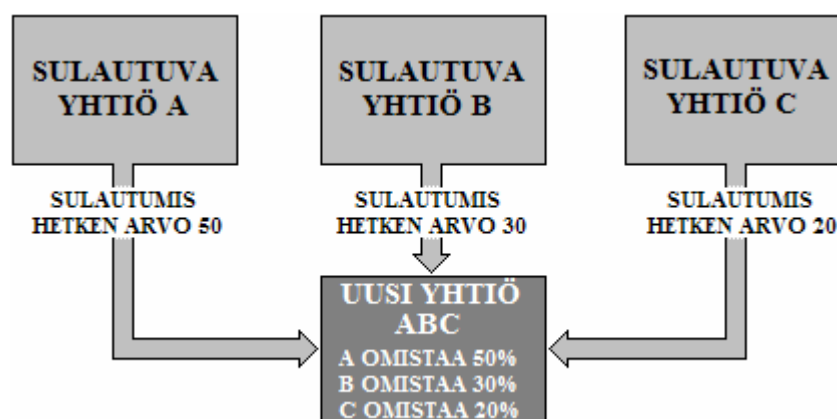 SULAUTUVA
YHTIÖ A
SULAUTUVA
YHTIÖ B
SULAUTUVA
YHTIÖ C
SULAUTUMIS
HETKEN ARVO 50
SULAUTUMIS
HETKEN ARVO 30
SULAUTUMIS
HETKEN ARVO 20
UUSI YHTIÖ
ABC
A OMISTAA 50%
B OMISTAA 30%
C OMISTAA 20%